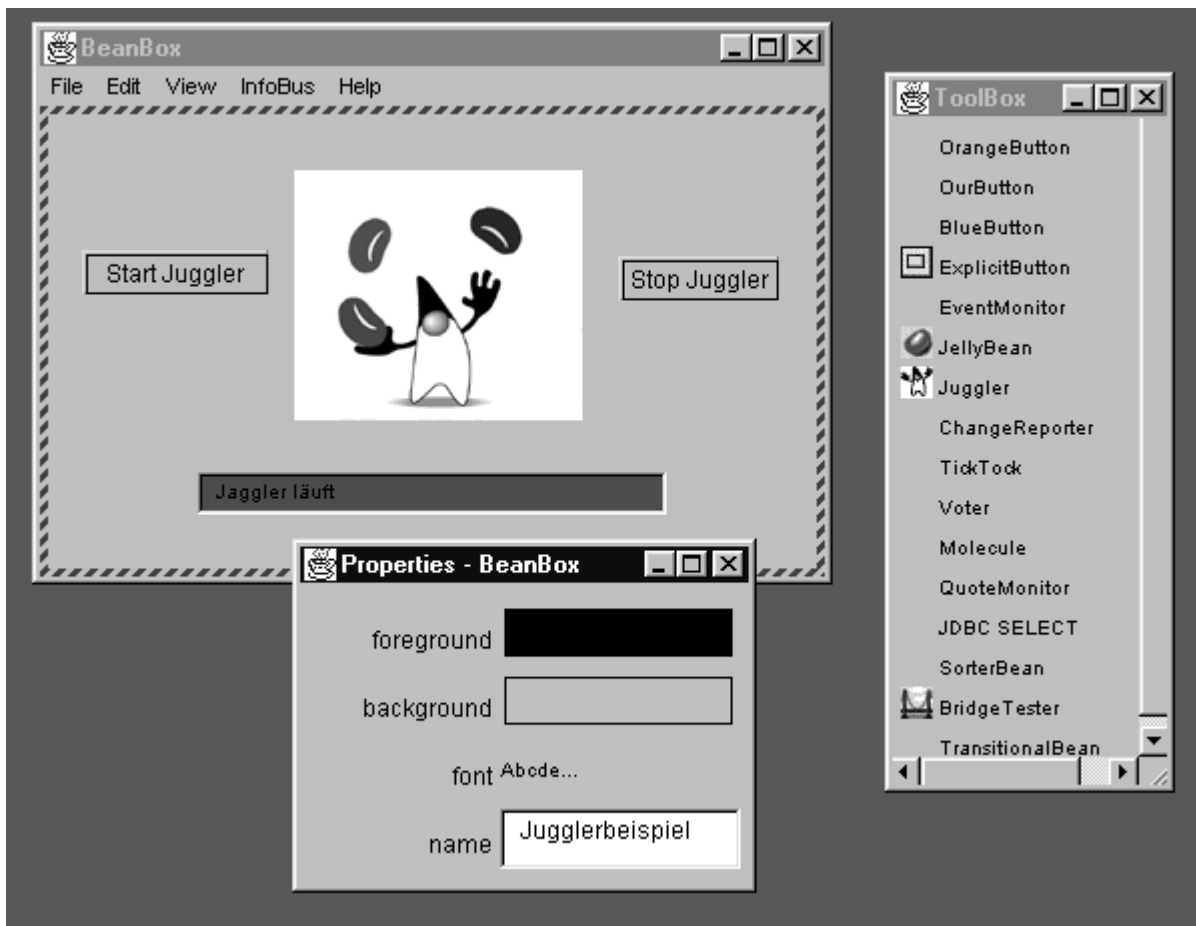 BeanBox
File Edit View InfoBus Help
Start Juggler
Stop Juggler
Jaggler läuft
Properties - BeanBox
foreground
background
font Abcde...
name Jugglerbeispiel
ToolBox
OrangeButton
OurButton
BlueButton
ExplicitButton
EventMonitor
JellyBean
Juggler
ChangeReporter
TickTock
Voter
Molecule
QuoteMonitor
JDBC SELECT
SorterBean
BridgeTester
TransitionalBean